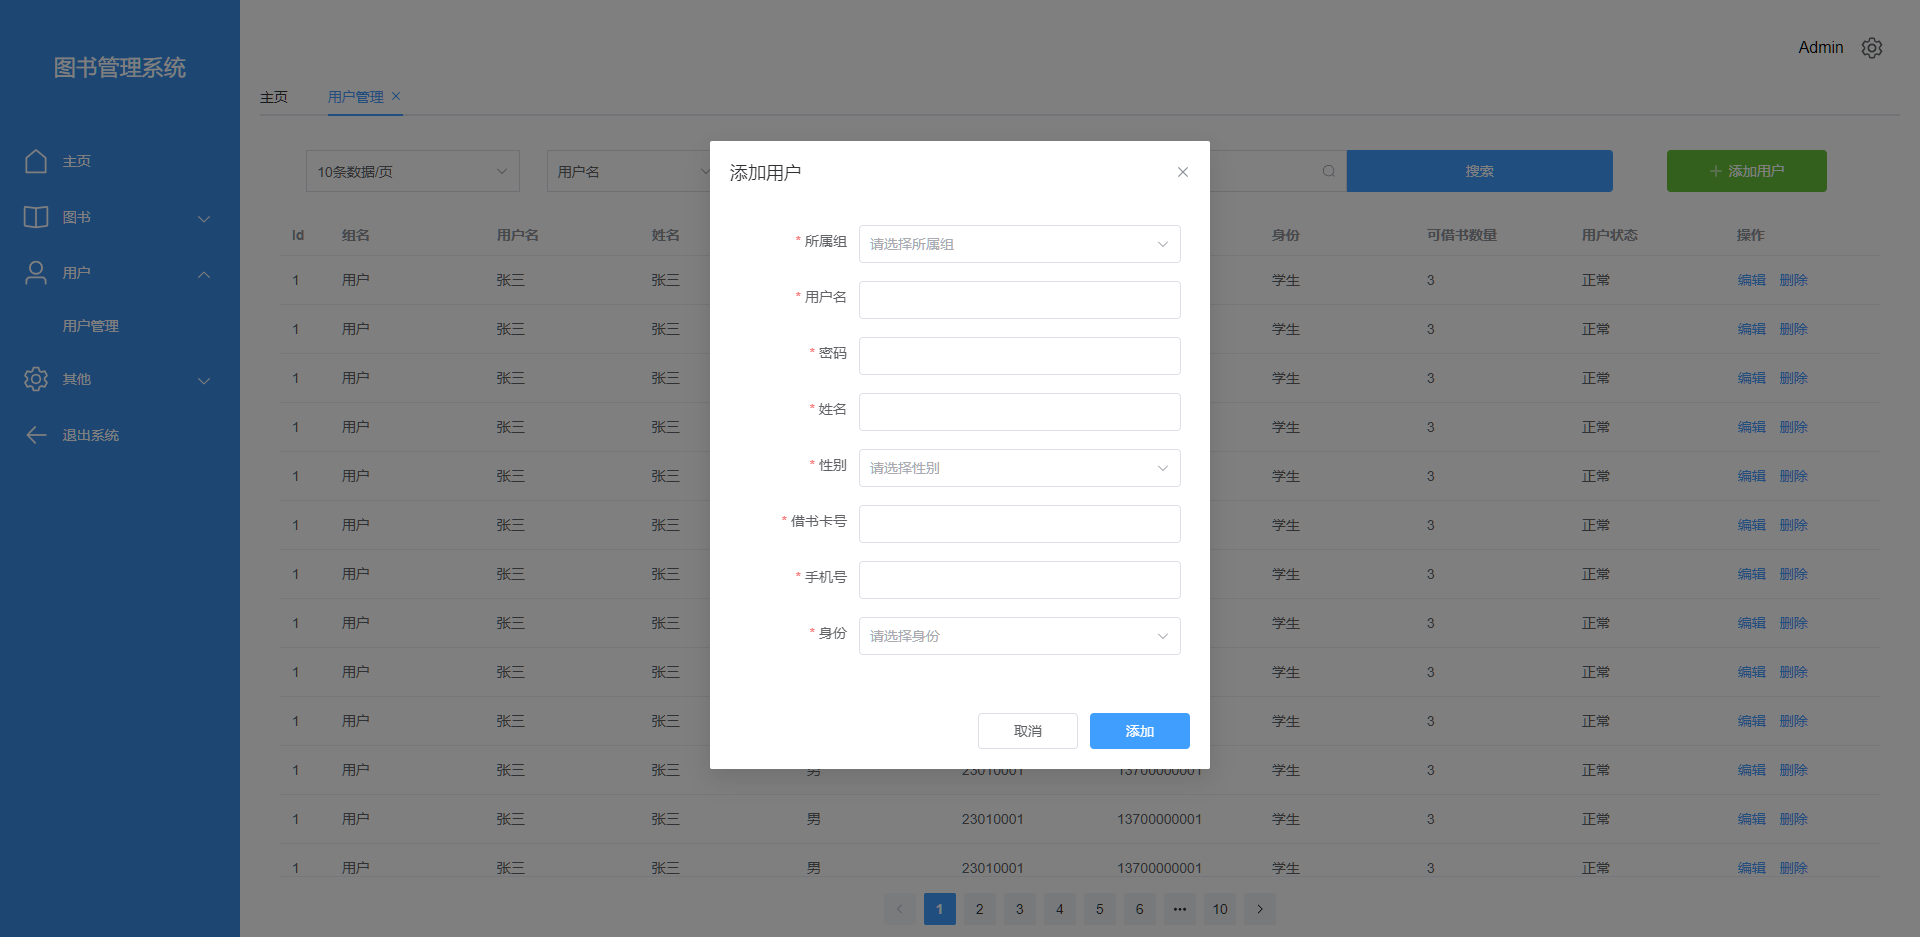 图书管理系统
主页
图书
用户
用户管理
其他
退出系统
Admin
主页 用户管理
10条数据/页 用户名 搜索 添加用户
Id 组名 用户名 姓名 身份 可借书数量 用户状态 操作
1 用户 张三 张三 学生 3 正常 编辑 删除
1 用户 张三 张三 学生 3 正常 编辑 删除
1 用户 张三 张三 学生 3 正常 编辑 删除
1 用户 张三 张三 学生 3 正常 编辑 删除
1 用户 张三 张三 学生 3 正常 编辑 删除
1 用户 张三 张三 学生 3 正常 编辑 删除
1 用户 张三 张三 学生 3 正常 编辑 删除
1 用户 张三 张三 学生 3 正常 编辑 删除
1 用户 张三 张三 学生 3 正常 编辑 删除
1 用户 张三 张三 学生 3 正常 编辑 删除
1 用户 张三 张三 男 23010001 13700000001 学生 3 正常 编辑 删除
1 用户 张三 张三 男 23010001 13700000001 学生 3 正常 编辑 删除
1 用户 张三 张三 男 23010001 13700000001 学生 3 正常 编辑 删除
1 2 3 4 5 6 ••• 10
添加用户
* 所属组 请选择所属组
* 用户名
* 密码
* 姓名
* 性别 请选择性别
* 借书卡号
* 手机号
* 身份 请选择身份
取消 添加